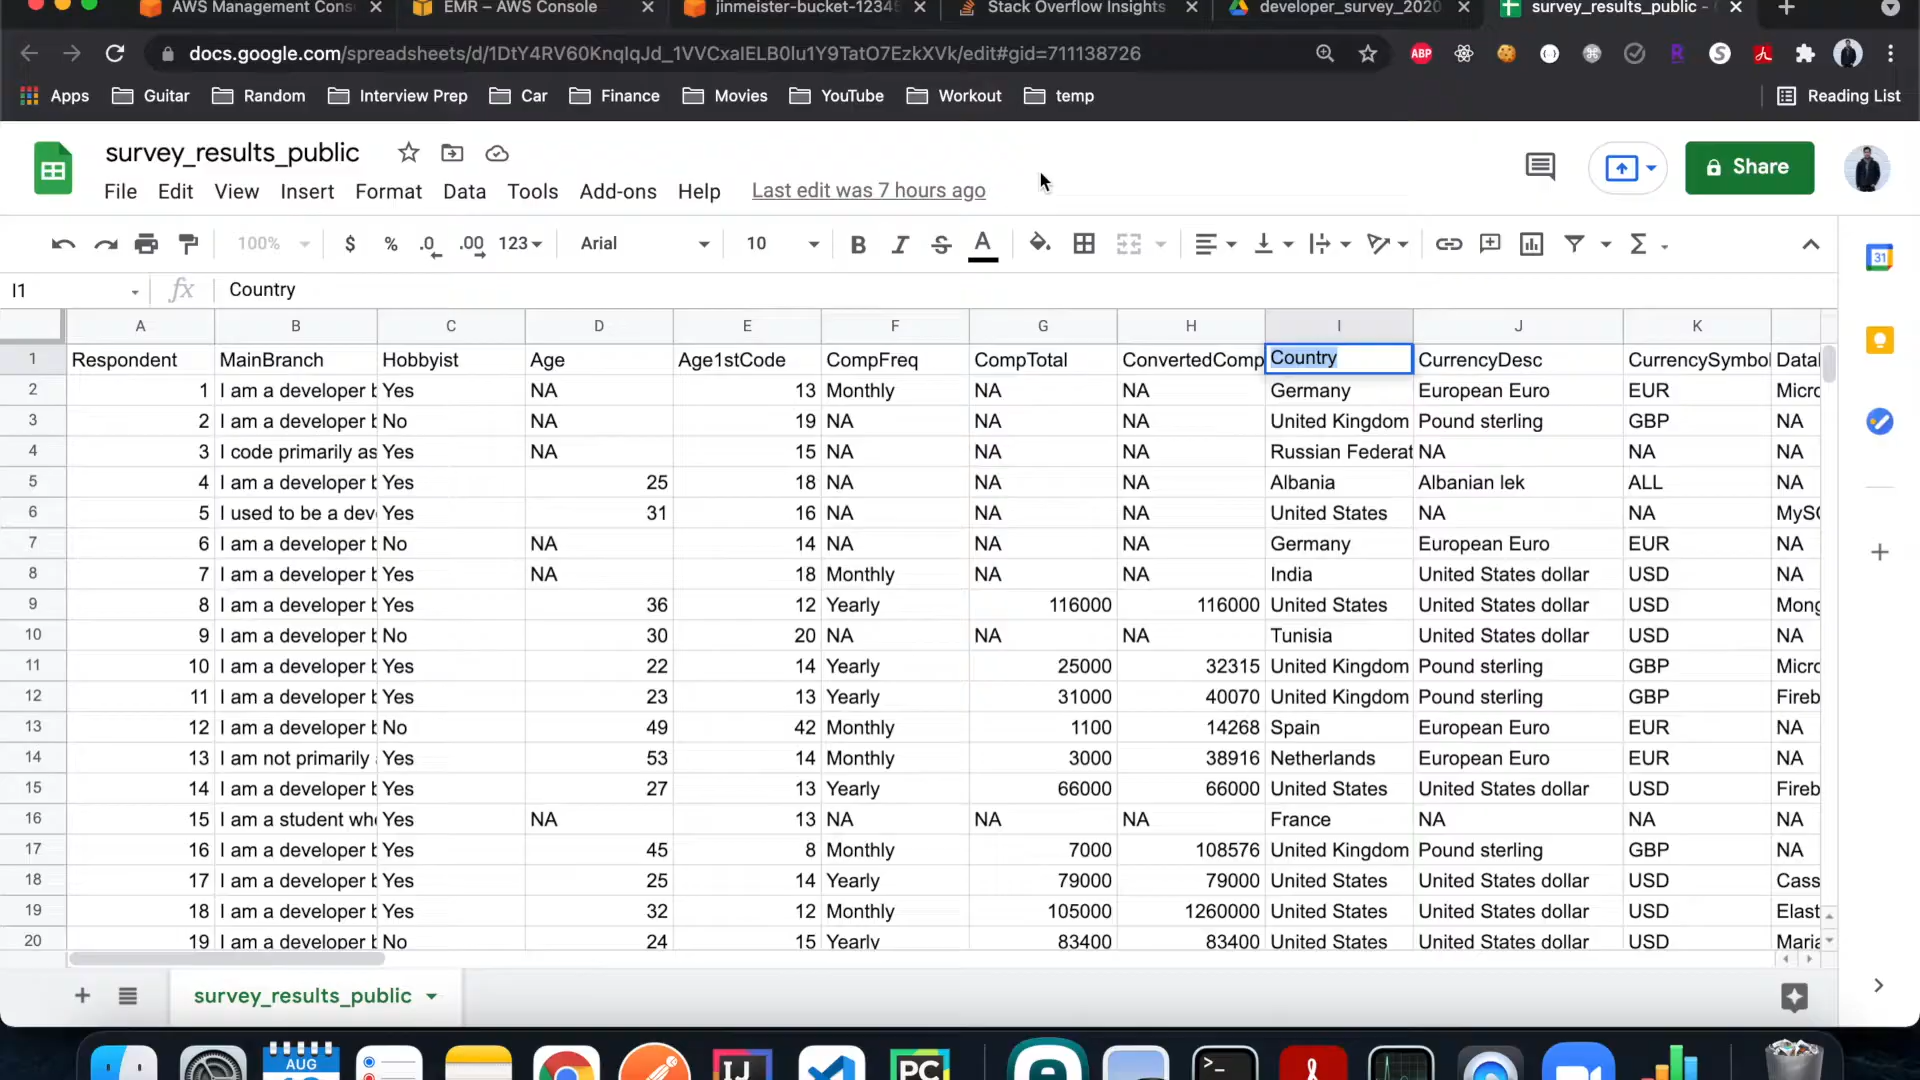 AWS Management Cons EMR – AWS Console jinmeister-bucket-12345 Stack Overflow Insights developer_survey_2020 survey_results_public -
docs.google.com/spreadsheets/d/1DtY4RV60KnqlqJd_1VVCxaIELB0lu1Y9TatO7EzkXVk/edit#gid=711138726 ABP
Apps Guitar Random Interview Prep Car Finance Movies YouTube Workout temp Reading List
survey_results_public
File Edit View Insert Format Data Tools Add-ons Help Last edit was 7 hours ago Share
100% $ % .0 .00 123 Arial 10 B I S A Σ
31
I1 fx Country
A B C D E F G H I J K
1 Respondent MainBranch Hobbyist Age Age1stCode CompFreq CompTotal ConvertedComp Country CurrencyDesc CurrencySymbol Datal
2 1 I am a developer b Yes NA 13 Monthly NA NA Germany European Euro EUR Micro
3 2 I am a developer b No NA 19 NA NA NA United Kingdom Pound sterling GBP NA
4 3 I code primarily as Yes NA 15 NA NA NA Russian Federat NA NA NA
5 4 I am a developer b Yes 25 18 NA NA NA Albania Albanian lek ALL NA
6 5 I used to be a dev Yes 31 16 NA NA NA United States NA NA MySQ
7 6 I am a developer b No NA 14 NA NA NA Germany European Euro EUR NA
8 7 I am a developer b Yes NA 18 Monthly NA NA India United States dollar USD NA
9 8 I am a developer b Yes 36 12 Yearly 116000 116000 United States United States dollar USD Mong
10 9 I am a developer b No 30 20 NA NA NA Tunisia United States dollar USD NA
11 10 I am a developer b Yes 22 14 Yearly 25000 32315 United Kingdom Pound sterling GBP Micro
12 11 I am a developer b Yes 23 13 Yearly 31000 40070 United Kingdom Pound sterling GBP Fireb
13 12 I am a developer b No 49 42 Monthly 1100 14268 Spain European Euro EUR NA
14 13 I am not primarily Yes 53 14 Monthly 3000 38916 Netherlands European Euro EUR NA
15 14 I am a developer b Yes 27 13 Yearly 66000 66000 United States United States dollar USD Fireb
16 15 I am a student who Yes NA 13 NA NA NA France NA NA NA
17 16 I am a developer b Yes 45 8 Monthly 7000 108576 United Kingdom Pound sterling GBP NA
18 17 I am a developer b Yes 25 14 Yearly 79000 79000 United States United States dollar USD Cass
19 18 I am a developer b Yes 32 12 Monthly 105000 1260000 United States United States dollar USD Elast
20 19 I am a developer b No 24 15 Yearly 83400 83400 United States United States dollar USD Maria
survey_results_public
AUG IJ PC